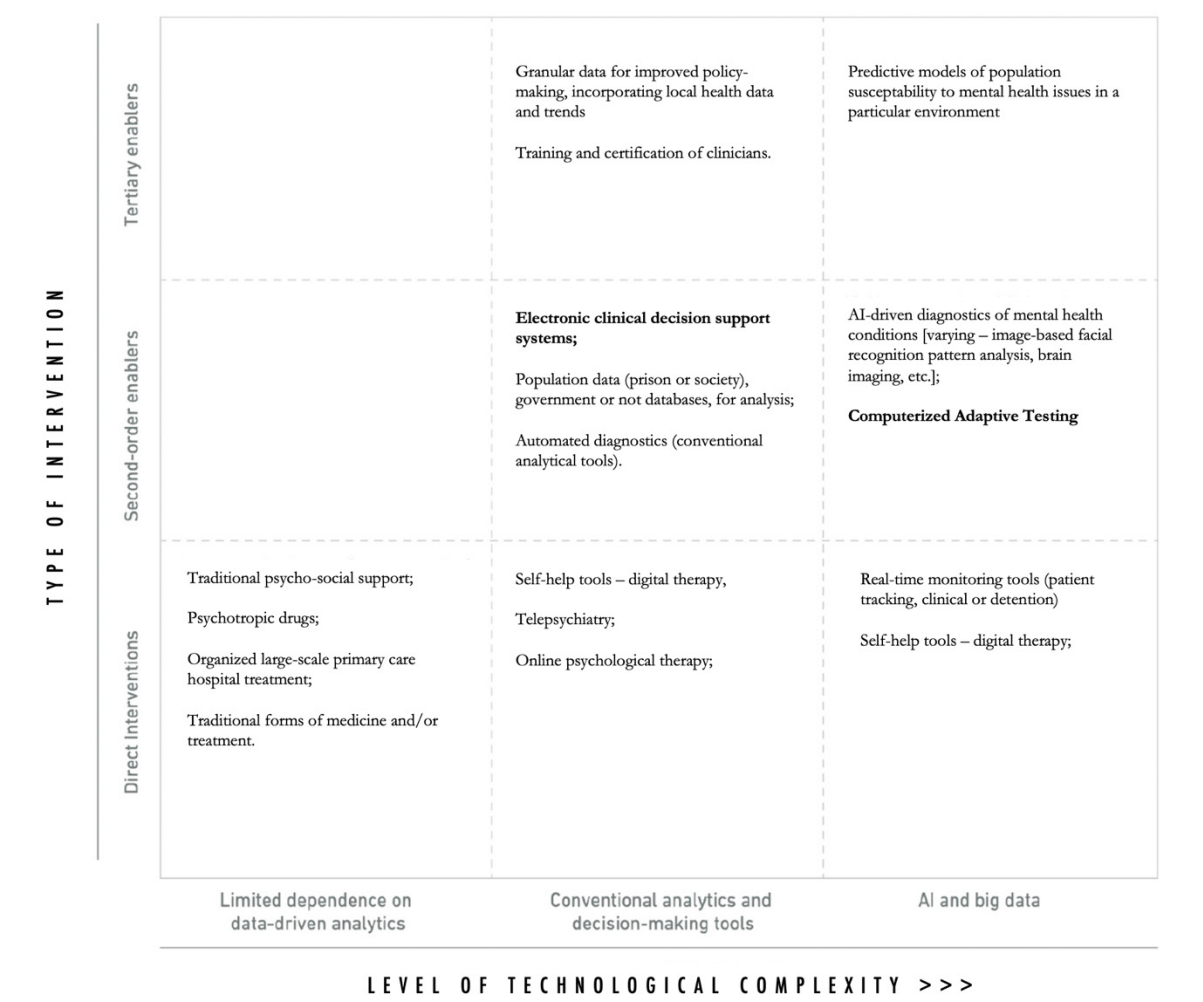 TYPE OF INTERVENTION
Tertiary enablers
Granular data for improved policy-
making, incorporating local health data
and trends
Training and certification of clinicians.
Predictive models of population
susceptability to mental health issues in a
particular environment
Second-order enablers
Electronic clinical decision support
systems;
Population data (prison or society),
government or not databases, for analysis;
Automated diagnostics (conventional
analytical tools).
AI-driven diagnostics of mental health
conditions [varying – image-based facial
recognition pattern analysis, brain
imaging, etc.];
Computerized Adaptive Testing
Direct Interventions
Traditional psycho-social support;
Psychotropic drugs;
Organized large-scale primary care
hospital treatment;
Traditional forms of medicine and/or
treatment.
Self-help tools – digital therapy,
Telepsychiatry;
Online psychological therapy;
Real-time monitoring tools (patient
tracking, clinical or detention)
Self-help tools – digital therapy;
Limited dependence on
data-driven analytics
Conventional analytics and
decision-making tools
AI and big data
LEVEL OF TECHNOLOGICAL COMPLEXITY >>>